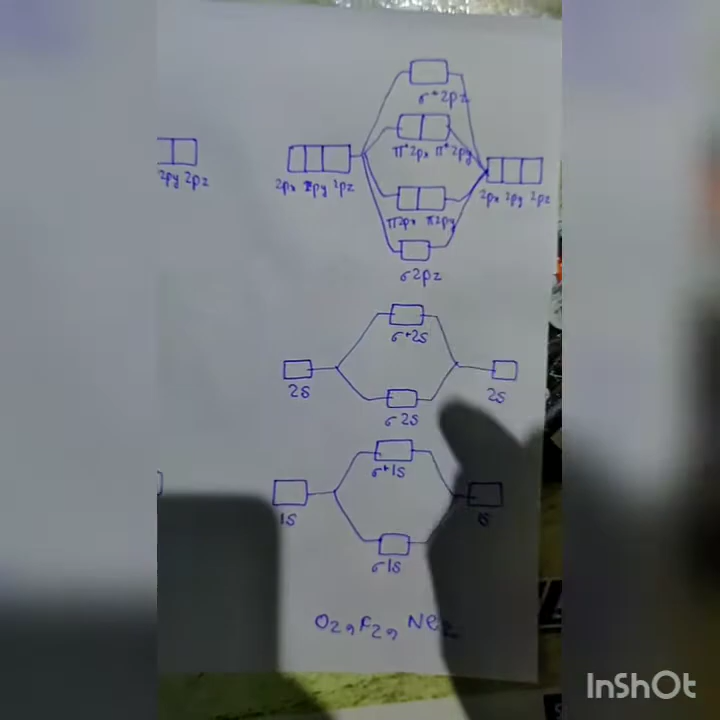 σ*2pz
π*2px π*2py
2py 2pz
2px 2py 2pz
2px 2py 2pz
π2px π2py
σ2pz
σ*2s
2s
2s
σ2s
σ*1s
1s
1s
σ1s
O2, F2, Ne2
InShOt